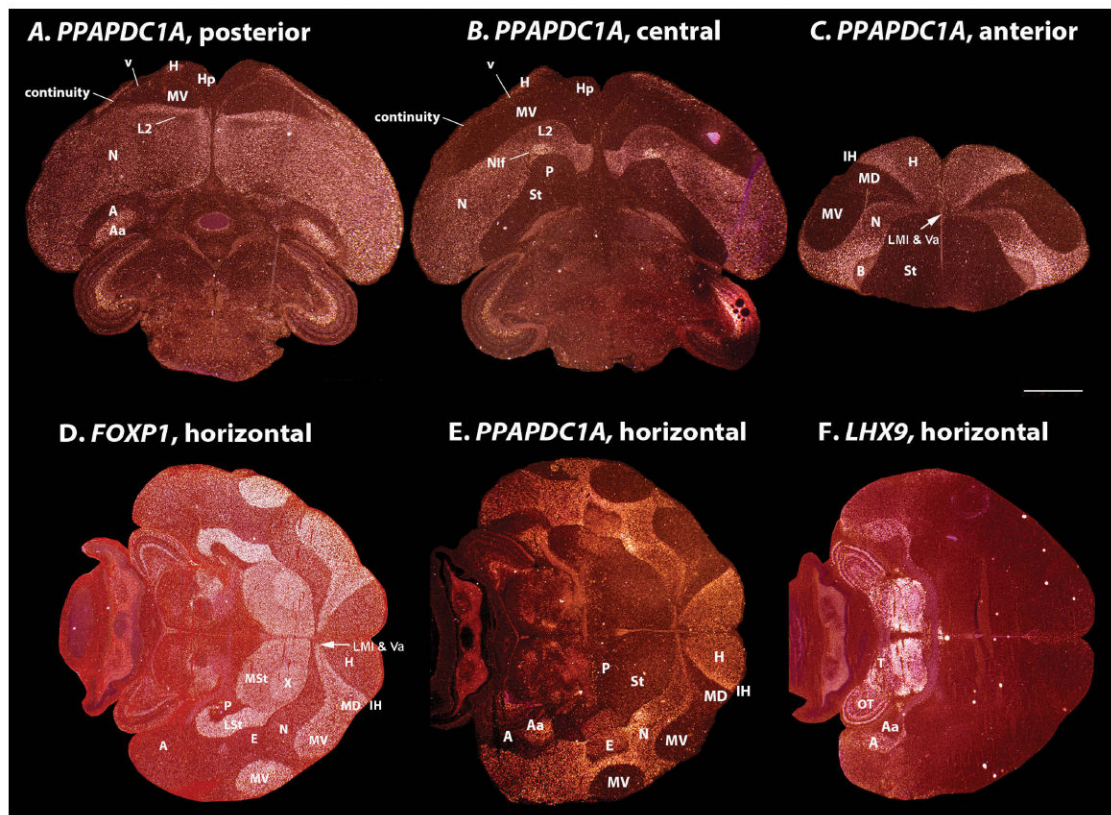 A. PPAPDC1A, posterior
v
H
Hp
continuity
MV
L2
N
A
Aa
B. PPAPDC1A, central
v
H
Hp
MV
continuity
L2
NIf
P
St
N
C. PPAPDC1A, anterior
IH
H
MD
MV
N
LMI & Va
B
St
D. FOXP1, horizontal
LMI & Va
H
MSt
X
MD
IH
P
LSt
N
A
E
MV
MV
E. PPAPDC1A, horizontal
P
St
H
MD
IH
Aa
A
N
E
MV
MV
F. LHX9, horizontal
T
OT
Aa
A